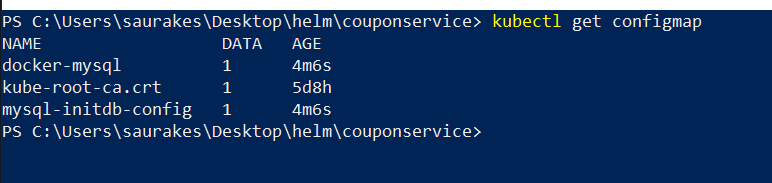 PS C:\Users\saurakes\Desktop\helm\couponservice> kubectl get configmap
NAME DATA AGE
docker-mysql 1 4m6s
kube-root-ca.crt 1 5d8h
mysql-initdb-config 1 4m6s
PS C:\Users\saurakes\Desktop\helm\couponservice>